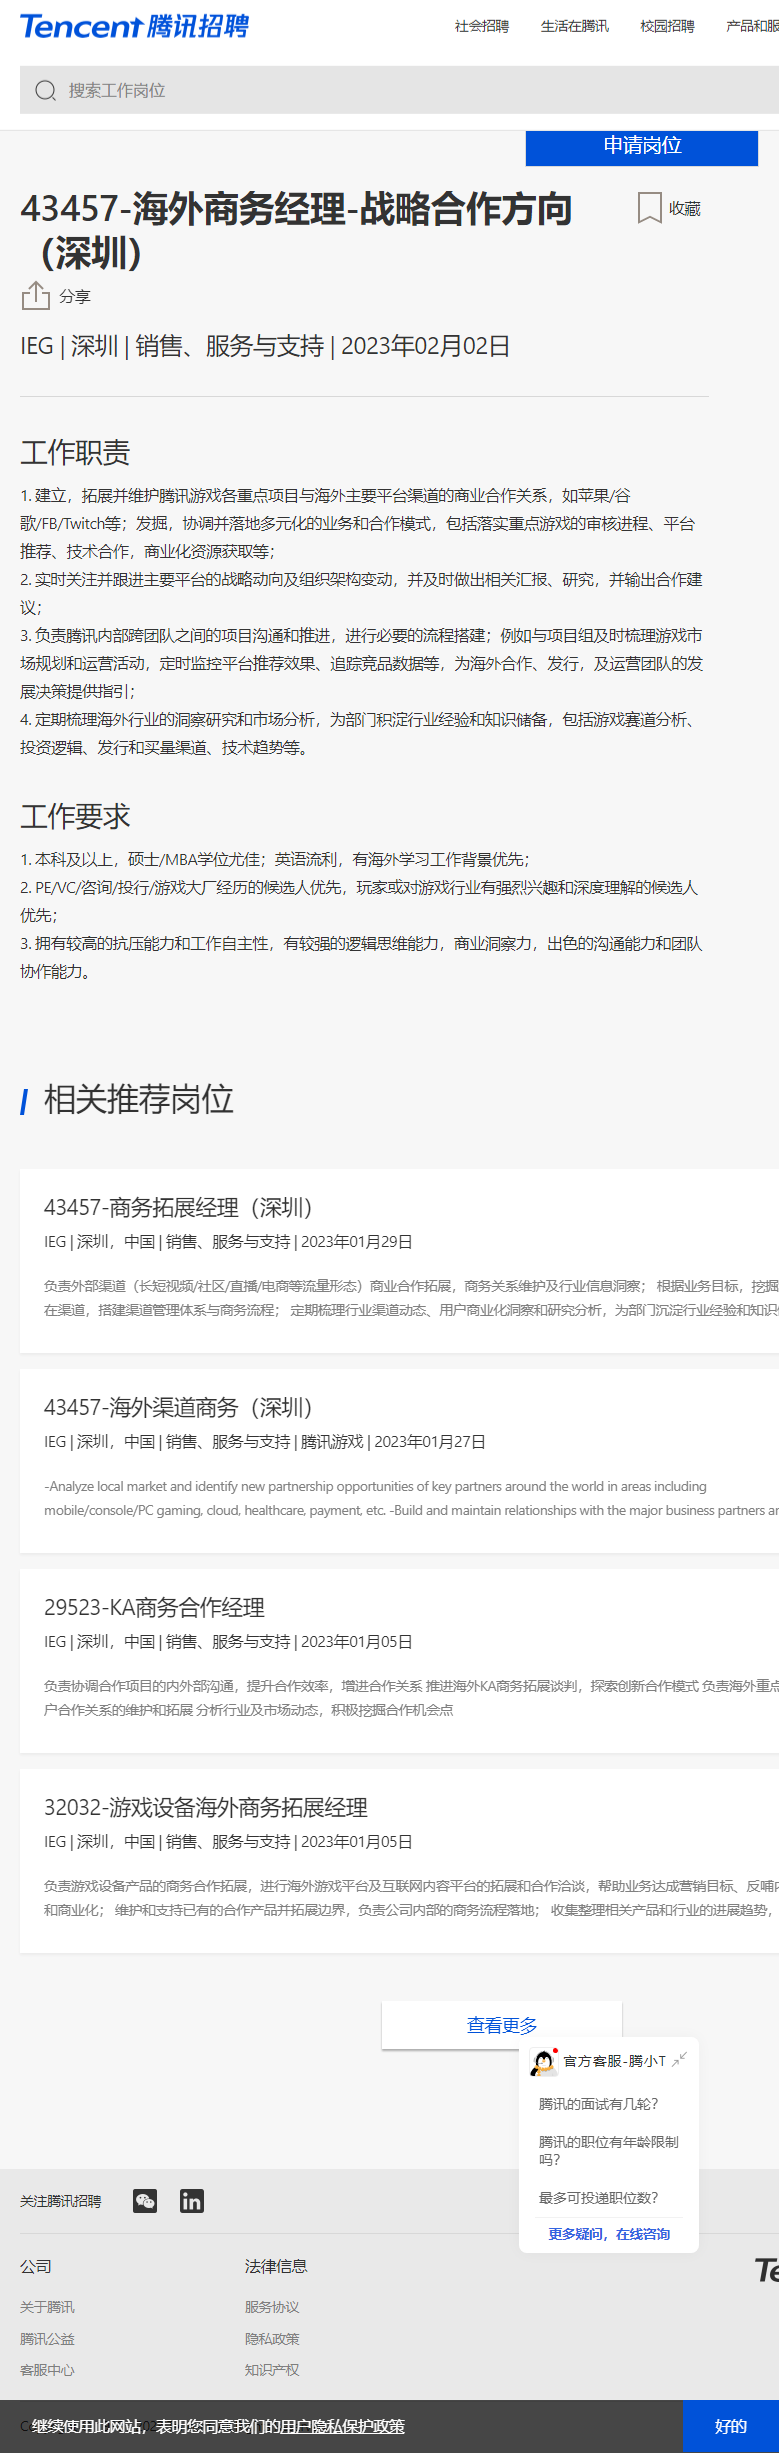 Tencent 腾讯招聘
社会招聘 生活在腾讯 校园招聘 产品和服
搜索工作岗位
申请岗位
43457-海外商务经理-战略合作方向
（深圳）
收藏
分享
IEG | 深圳 | 销售、服务与支持 | 2023年02月02日
工作职责
1. 建立，拓展并维护腾讯游戏各重点项目与海外主要平台渠道的商业合作关系，如苹果/谷
歌/FB/Twitch等；发掘，协调并落地多元化的业务和合作模式，包括落实重点游戏的审核进程、平台
推荐、技术合作，商业化资源获取等；
2. 实时关注并跟进主要平台的战略动向及组织架构变动，并及时做出相关汇报、研究，并输出合作建
议；
3. 负责腾讯内部跨团队之间的项目沟通和推进，进行必要的流程搭建；例如与项目组及时梳理游戏市
场规划和运营活动，定时监控平台推荐效果、追踪竞品数据等，为海外合作、发行，及运营团队的发
展决策提供指引；
4. 定期梳理海外行业的洞察研究和市场分析，为部门积淀行业经验和知识储备，包括游戏赛道分析、
投资逻辑、发行和买量渠道、技术趋势等。
工作要求
1. 本科及以上，硕士/MBA学位尤佳；英语流利，有海外学习工作背景优先；
2. PE/VC/咨询/投行/游戏大厂经历的候选人优先，玩家或对游戏行业有强烈兴趣和深度理解的候选人
优先；
3. 拥有较高的抗压能力和工作自主性，有较强的逻辑思维能力，商业洞察力，出色的沟通能力和团队
协作能力。
相关推荐岗位
43457-商务拓展经理（深圳）
IEG | 深圳，中国 | 销售、服务与支持 | 2023年01月29日
负责外部渠道（长短视频/社区/直播/电商等流量形态）商业合作拓展，商务关系维护及行业信息洞察； 根据业务目标，挖掘
在渠道，搭建渠道管理体系与商务流程； 定期梳理行业渠道动态、用户商业化洞察和研究分析，为部门沉淀行业经验和知识
43457-海外渠道商务（深圳）
IEG | 深圳，中国 | 销售、服务与支持 | 腾讯游戏 | 2023年01月27日
-Analyze local market and identify new partnership opportunities of key partners around the world in areas including
mobile/console/PC gaming, cloud, healthcare, payment, etc. -Build and maintain relationships with the major business partners
29523-KA商务合作经理
IEG | 深圳，中国 | 销售、服务与支持 | 2023年01月05日
负责协调合作项目的内外部沟通，提升合作效率，增进合作关系 推进海外KA商务拓展谈判，探索创新合作模式 负责海外重点
户合作关系的维护和拓展 分析行业及市场动态，积极挖掘合作机会点
32032-游戏设备海外商务拓展经理
IEG | 深圳，中国 | 销售、服务与支持 | 2023年01月05日
负责游戏设备产品的商务合作拓展，进行海外游戏平台及互联网内容平台的拓展和合作洽谈，帮助业务达成营销目标、反哺
和商业化； 维护和支持已有的合作产品并拓展边界，负责公司内部的商务流程落地； 收集整理相关产品和行业的进展趋势，
查看更多
官方客服-腾小T
腾讯的面试有几轮？
腾讯的职位有年龄限制
吗？
最多可投递职位数？
更多疑问，在线咨询
关注腾讯招聘
公司 法律信息
关于腾讯 服务协议
腾讯公益 隐私政策
客服中心 知识产权
继续使用此网站，表明您同意我们的用户隐私保护政策 好的